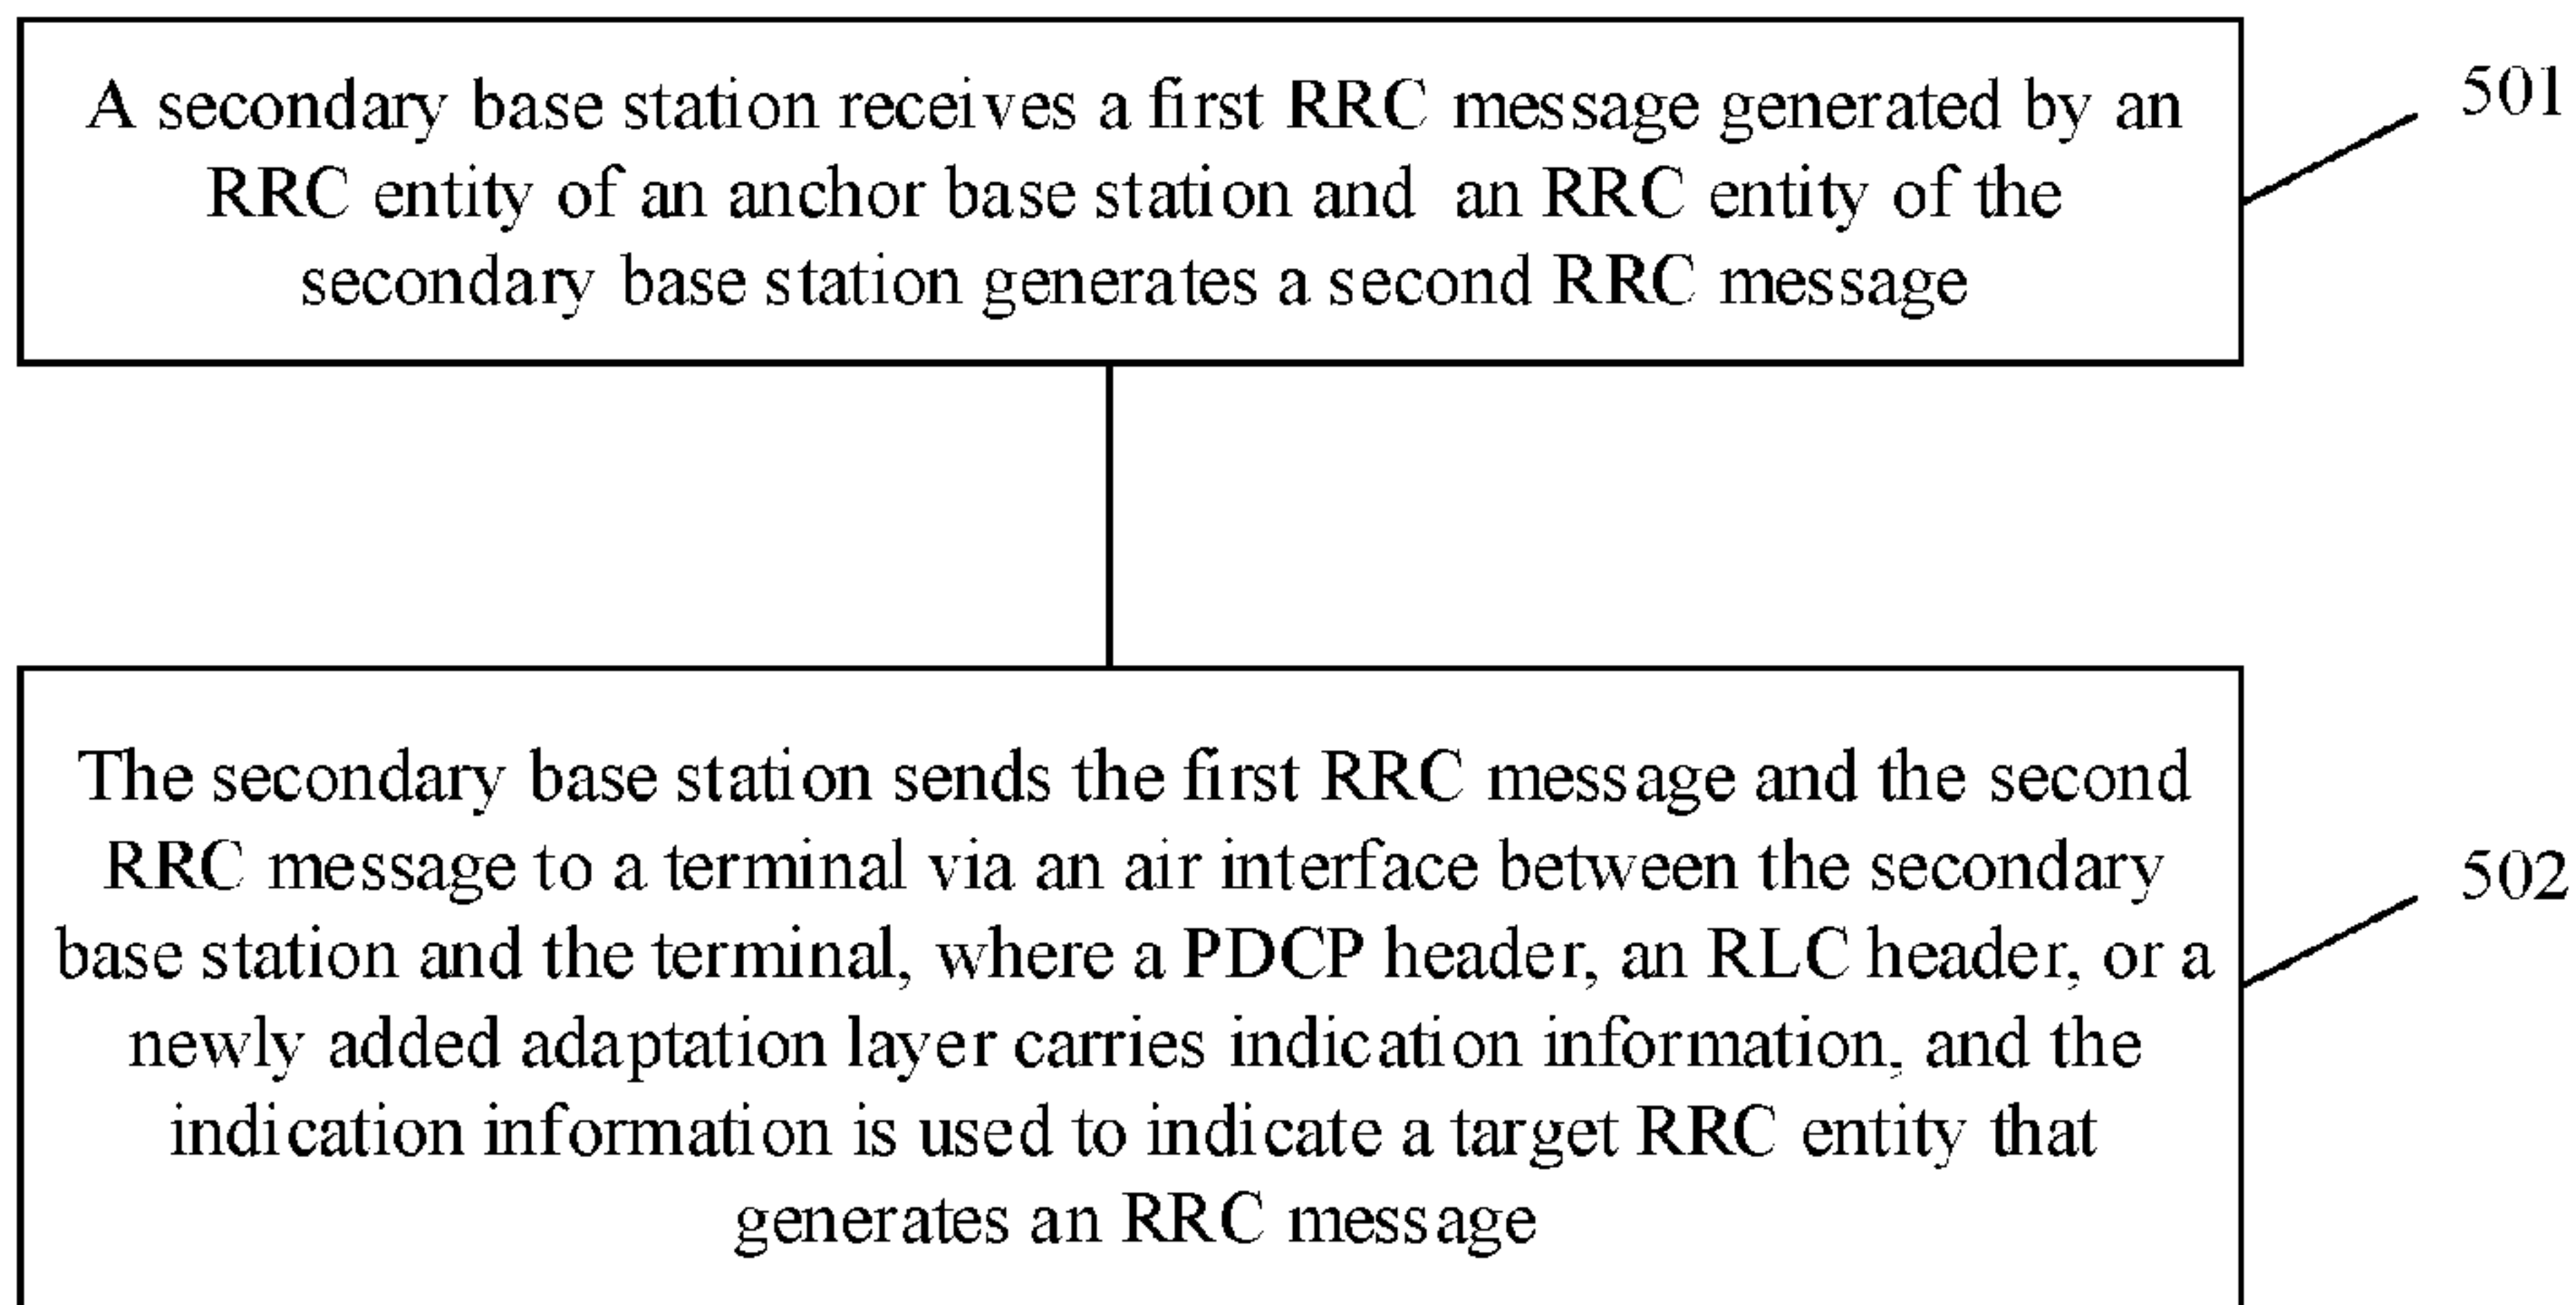 A secondary base station receives a first RRC message generated by an
RRC entity of an anchor base station and an RRC entity of the
secondary base station generates a second RRC message
501
The secondary base station sends the first RRC message and the second
RRC message to a terminal via an air interface between the secondary
base station and the terminal, where a PDCP header, an RLC header, or a
newly added adaptation layer carries indication information, and the
indication information is used to indicate a target RRC entity that
generates an RRC message
502